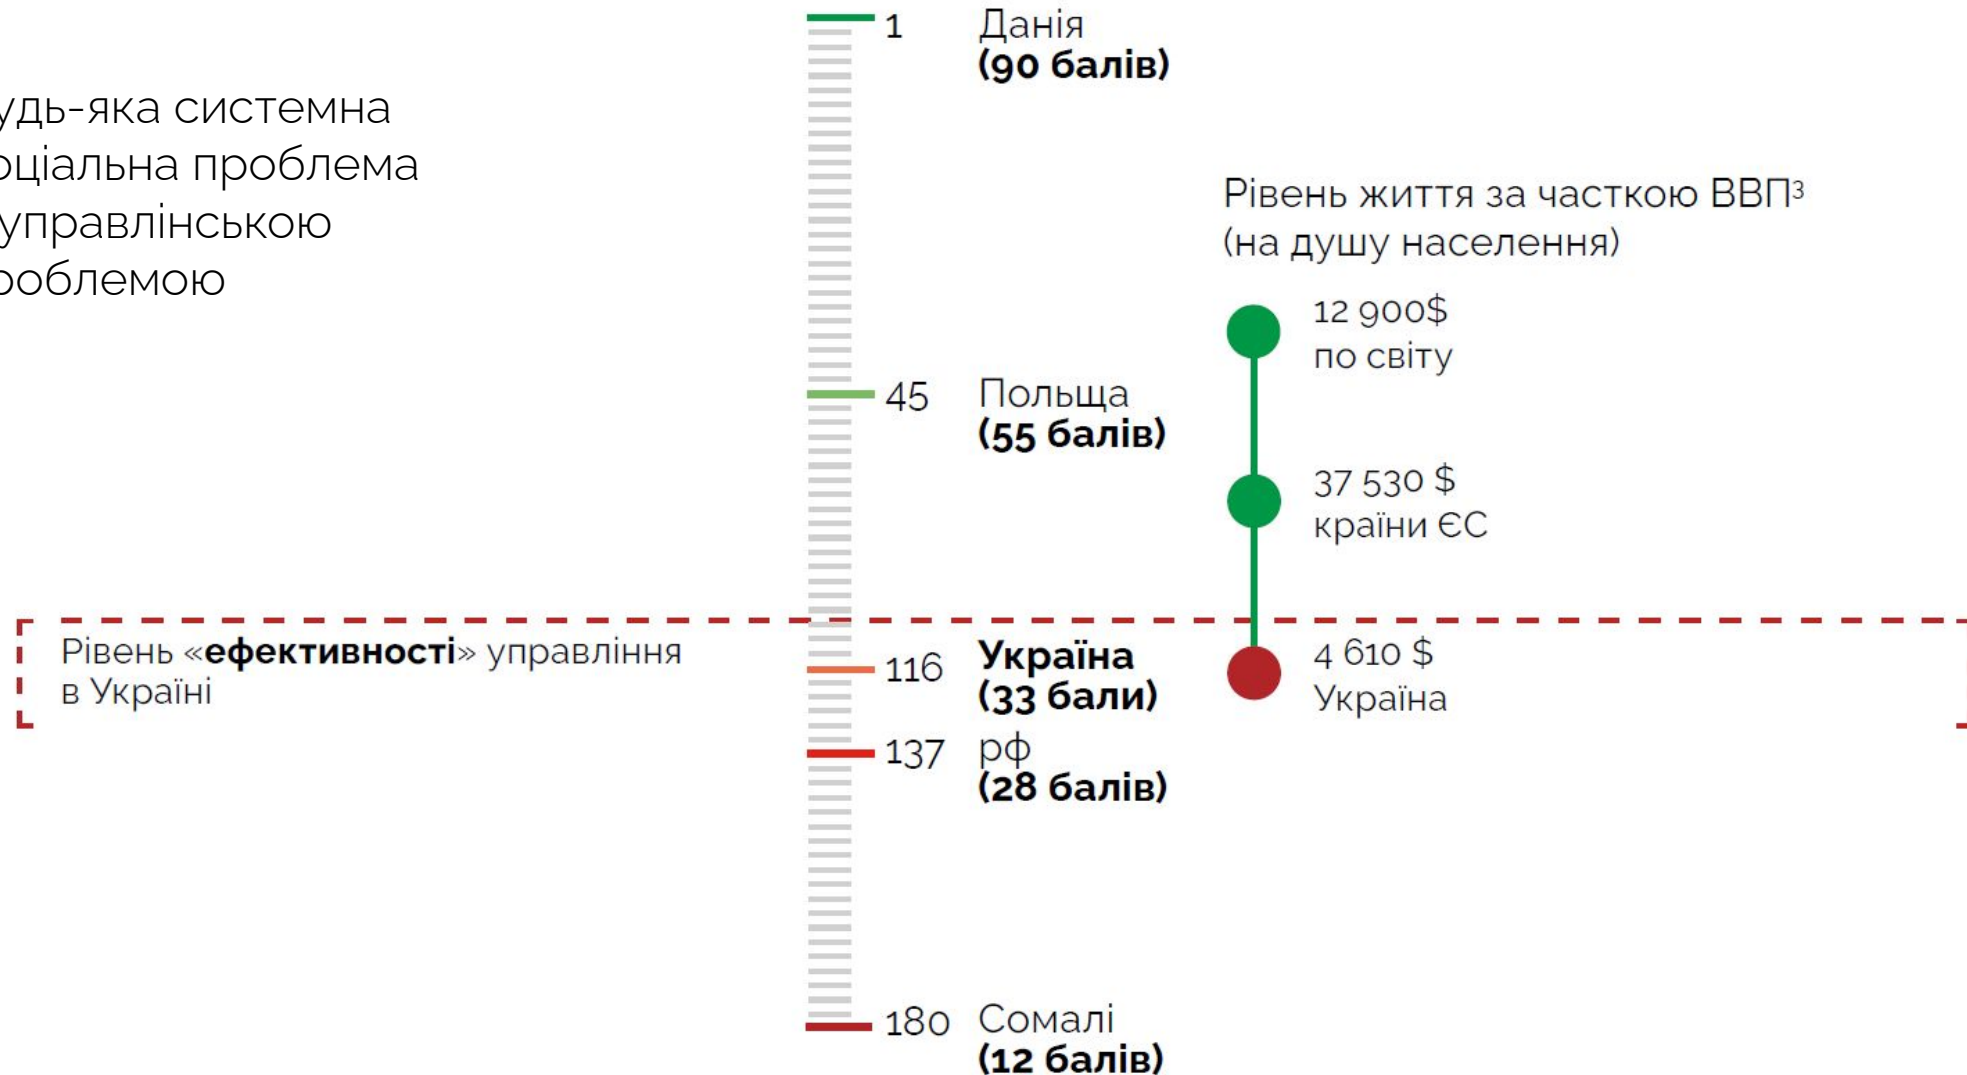 удь-яка системна
оціальна проблема
управлінською
роблемою
1 Данія
(90 балів)
45 Польща
(55 балів)
Рівень життя за часткою ВВП³
(на душу населення)
12 900$
по світу
37 530 $
країни ЄС
4 610 $
Україна
Рівень «ефективності» управління
в Україні
116 Україна
(33 бали)
137 рф
(28 балів)
180 Сомалі
(12 балів)